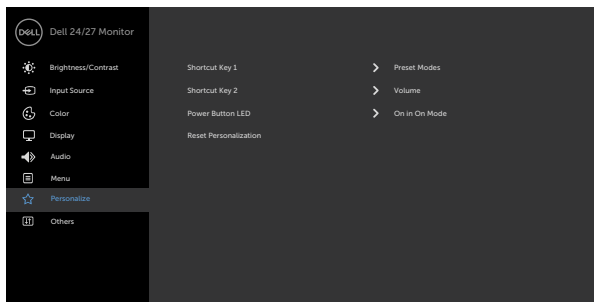 DELL Dell 24/27 Monitor
Brightness/Contrast
Input Source
Color
Display
Audio
Menu
Personalize
Others
Shortcut Key 1 Preset Modes
Shortcut Key 2 Volume
Power Button LED On in On Mode
Reset Personalization